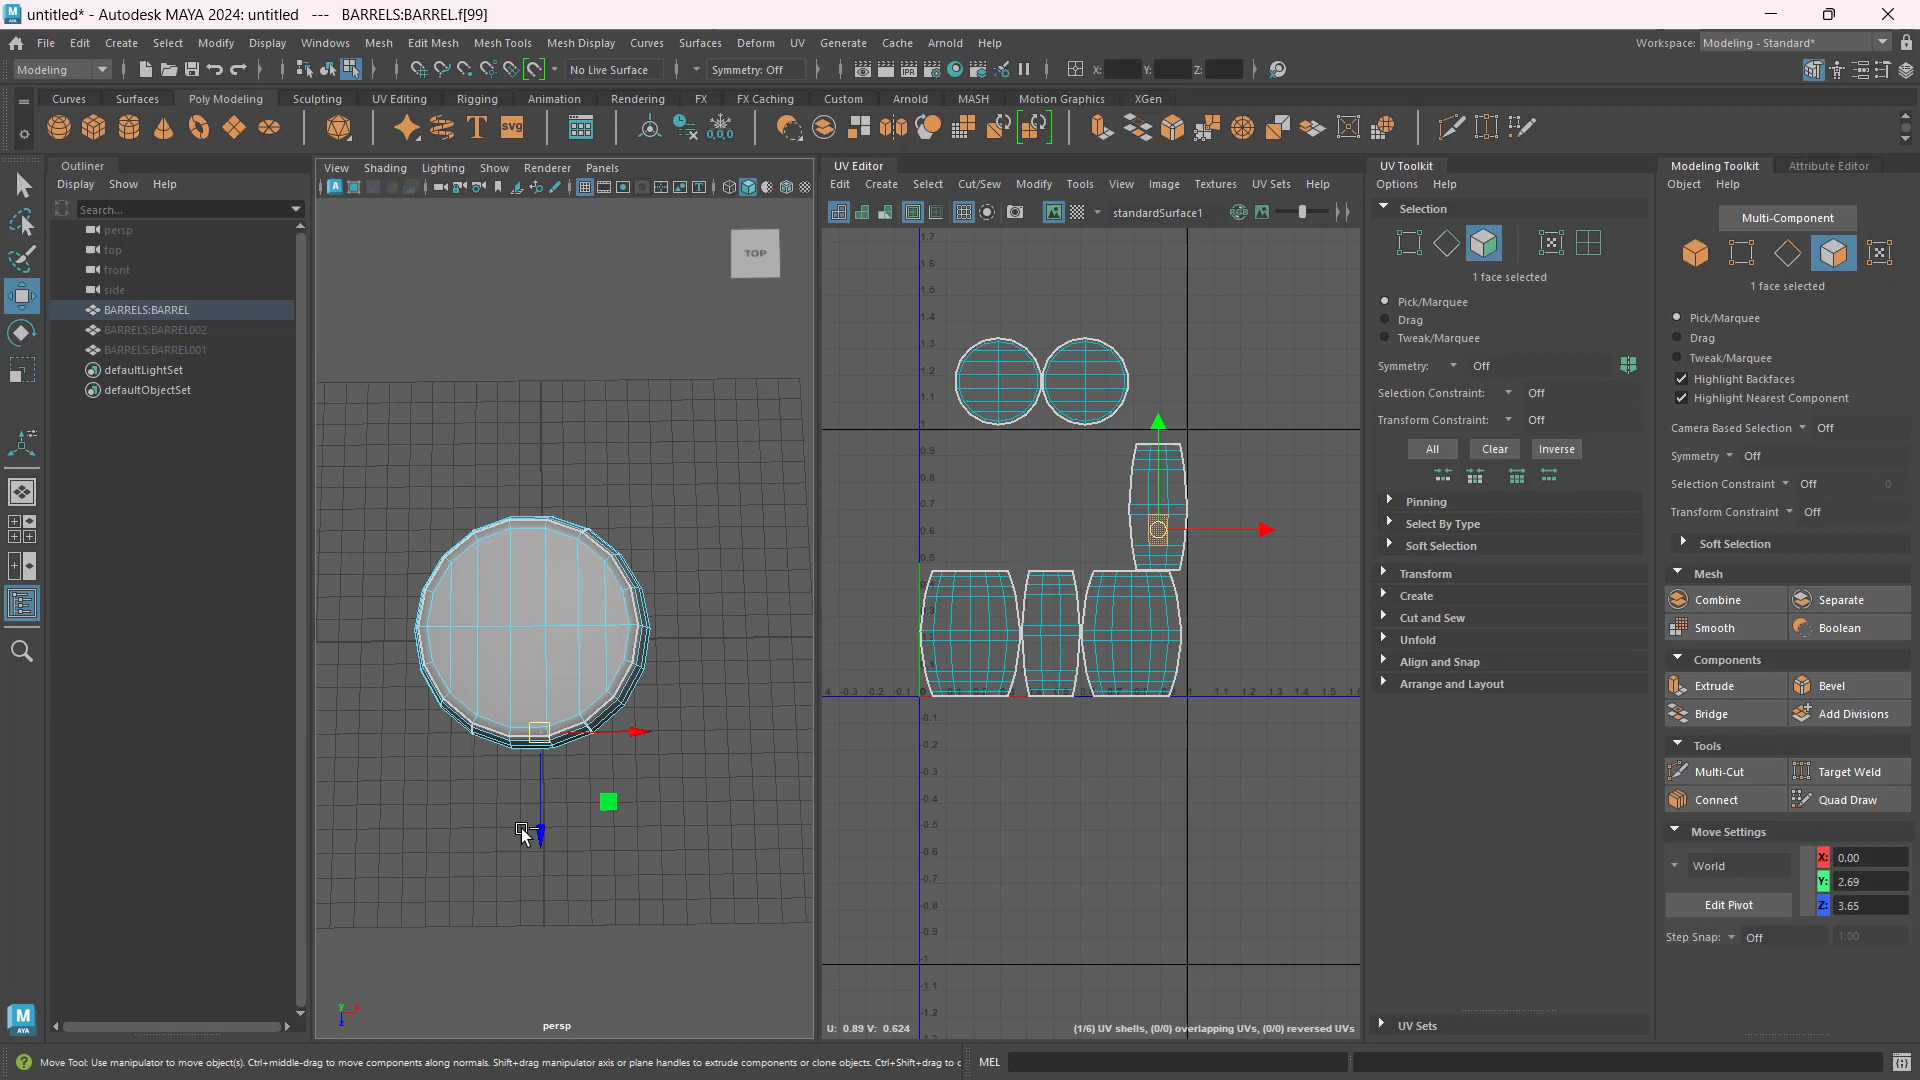 untitled* - Autodesk MAYA 2024: untitled --- BARRELS:BARREL.f[99]
File Edit Create Select Modify Display Windows Mesh Edit Mesh Mesh Tools Mesh Display Curves Surfaces Deform UV Generate Cache Arnold Help
Workspace: Modeling - Standard*
Modeling
No Live Surface
Symmetry: Off
X: Y: Z:
Curves Surfaces Poly Modeling Sculpting UV Editing Rigging Animation Rendering FX FX Caching Custom Arnold MASH Motion Graphics XGen
Outliner
Display Show Help
Search...
persp
top
front
side
BARRELS:BARREL
BARRELS:BARREL002
BARRELS:BARREL001
defaultLightSet
defaultObjectSet
View Shading Lighting Show Renderer Panels
TOP
persp
UV Editor
Edit Create Select Cut/Sew Modify Tools View Image Textures UV Sets Help
standardSurface1
U: 0.89 V: 0.624
(1/6) UV shells, (0/0) overlapping UVs, (0/0) reversed UVs
UV Toolkit
Options Help
Selection
1 face selected
Pick/Marquee
Drag
Tweak/Marquee
Symmetry: Off
Selection Constraint: Off
Transform Constraint: Off
All Clear Inverse
Pinning
Select By Type
Soft Selection
Transform
Create
Cut and Sew
Unfold
Align and Snap
Arrange and Layout
UV Sets
Modeling Toolkit Attribute Editor
Object Help
Multi-Component
1 face selected
Pick/Marquee
Drag
Tweak/Marquee
Highlight Backfaces
Highlight Nearest Component
Camera Based Selection Off
Symmetry Off
Selection Constraint Off 0
Transform Constraint Off
Soft Selection
Mesh
Combine Separate
Smooth Boolean
Components
Extrude Bevel
Bridge Add Divisions
Tools
Multi-Cut Target Weld
Connect Quad Draw
Move Settings
World
X: 0.00
Y: 2.69
Edit Pivot
Z: 3.65
Step Snap: Off 1.00
Move Tool: Use manipulator to move object(s). Ctrl+middle-drag to move components along normals. Shift+drag manipulator axis or plane handles to extrude components or clone objects. Ctrl+Shift+drag to c
MEL